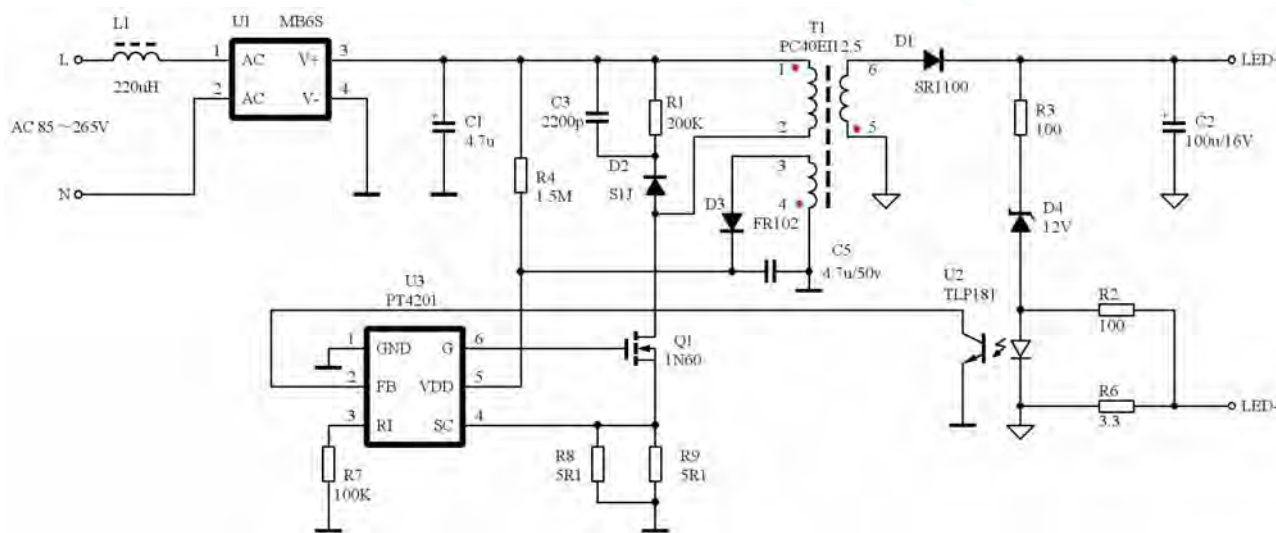 L1
220uH
L
N
AC 85～265V
U1 MB6S
1 AC V+ 3
2 AC V- 4
C1
4.7u
R4
1.5M
C3
2200p
R1
200K
D2
S1J
T1
PC40EI12.5
1
2
3
4
6
5
D3
FR102
C5
4.7u/50v
D1
SR1100
R3
100
C2
100u/16V
LED+
D4
12V
U2
TLP181
R2
100
R6
3.3
LED-
U3
PT4201
1 GND G 6
2 FB VDD 5
3 RI SC 4
Q1
1N60
R7
100K
R8
5R1
R9
5R1